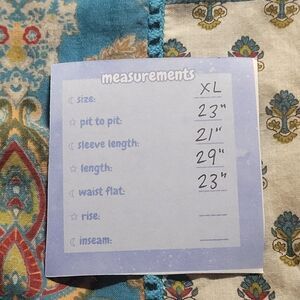 measurements
size: XL
pit to pit: 23"
sleeve length: 21"
length: 29"
waist flat: 23"
rise:
inseam: